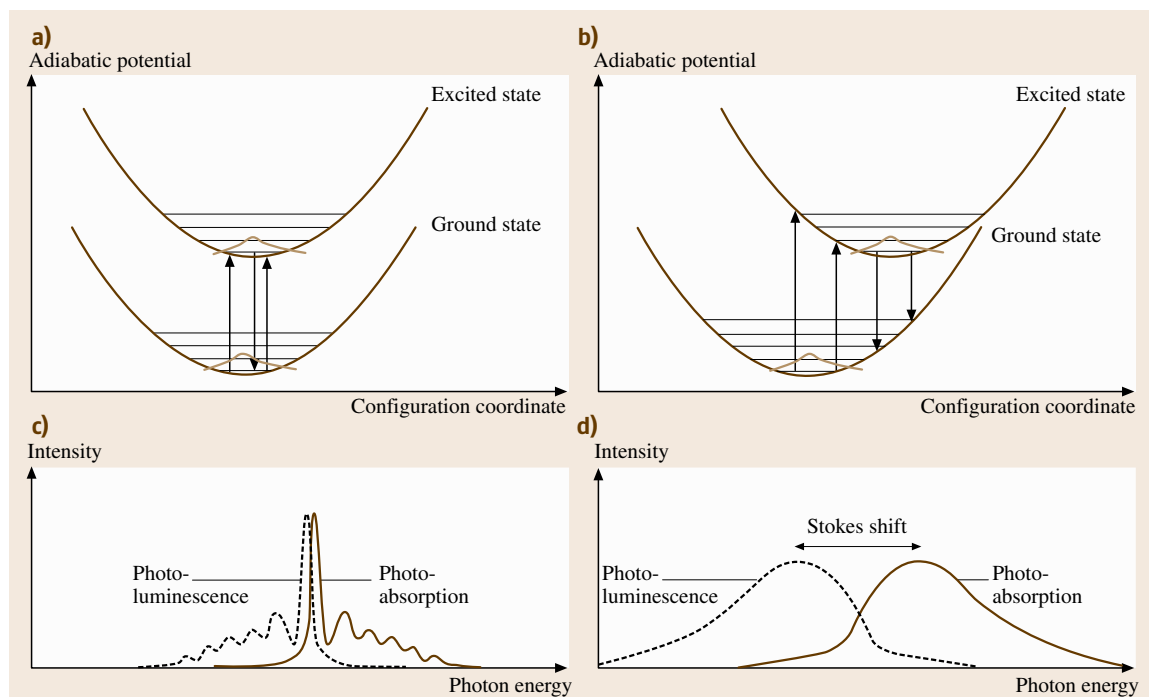 a)
Adiabatic potential
Excited state
Ground state
Configuration coordinate
b)
Adiabatic potential
Excited state
Ground state
Configuration coordinate
c)
Intensity
Photo-
luminescence
Photo-
absorption
Photon energy
d)
Intensity
Stokes shift
Photo-
luminescence
Photo-
absorption
Photon energy